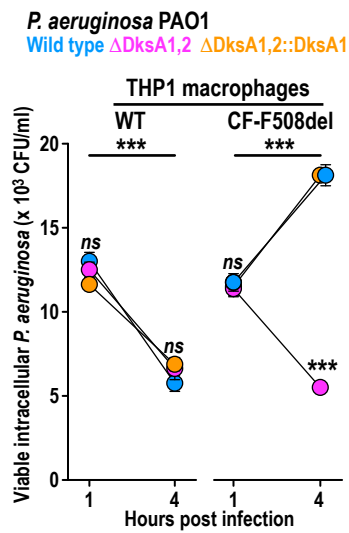 P. aeruginosa PAO1
Wild type ΔDksA1,2 ΔDksA1,2::DksA1
THP1 macrophages
WT CF-F508del
*** ***
Viable intracellular P. aeruginosa (x 10³ CFU/ml)
20
15
10
5
0
ns
ns
ns
***
1 4 1 4
Hours post infection